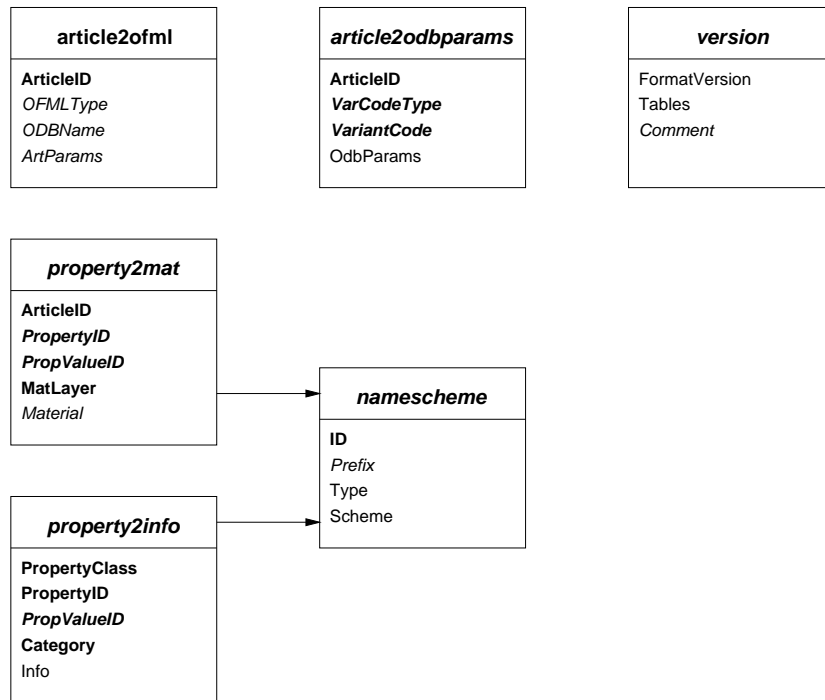 article2ofml
ArticleID
OFMLType
ODBName
ArtParams
article2odbparams
ArticleID
VarCodeType
VariantCode
OdbParams
version
FormatVersion
Tables
Comment
property2mat
ArticleID
PropertyID
PropValueID
MatLayer
Material
namescheme
ID
Prefix
Type
Scheme
property2info
PropertyClass
PropertyID
PropValueID
Category
Info